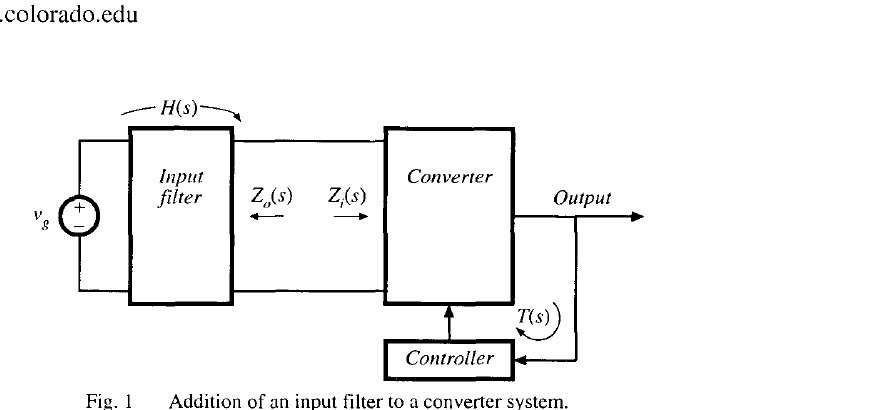 .colorado.edu
H(s)
Input
filter
Z_o(s)
Z_i(s)
Converter
Output
v_g
+
–
T(s)
Controller
Fig. 1 Addition of an input filter to a converter system.